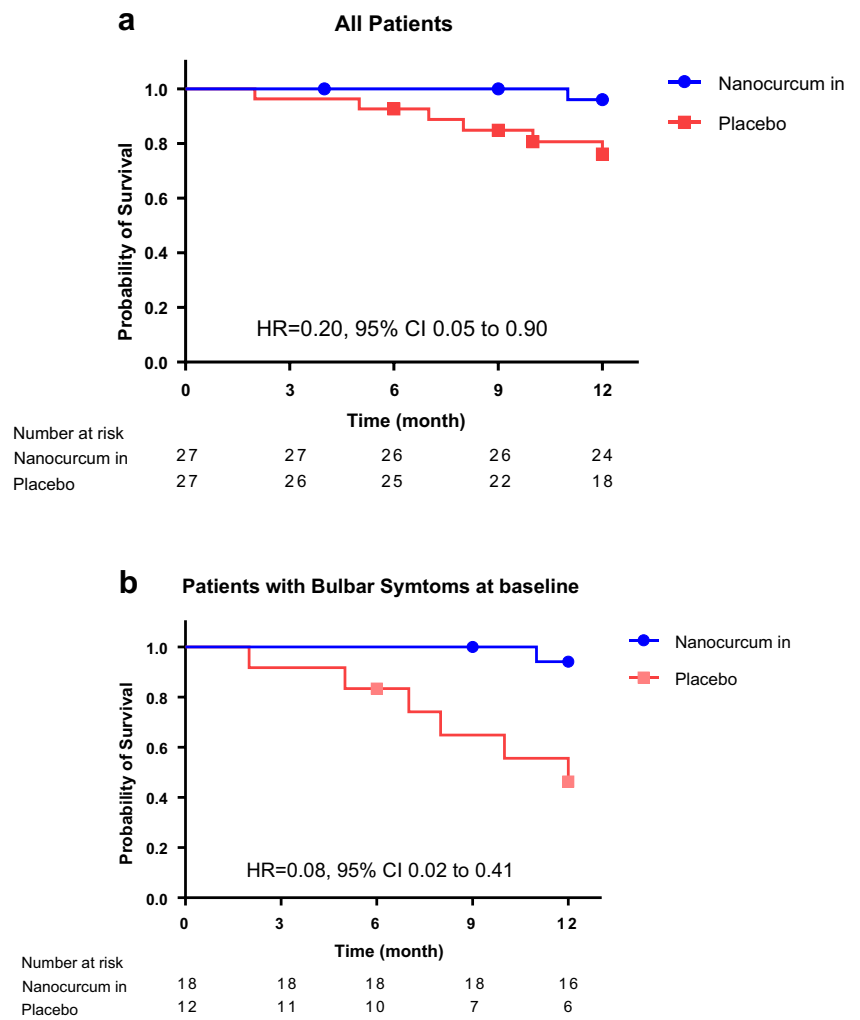 a
All Patients
Nanocurcum in
Placebo
Probability of Survival
1.0
0.8
0.6
0.4
0.2
0.0
HR=0.20, 95% CI 0.05 to 0.90
0 3 6 9 12
Time (month)
Number at risk
Nanocurcum in 27 27 26 26 24
Placebo 27 26 25 22 18
b
Patients with Bulbar Symtoms at baseline
Nanocurcum in
Placebo
Probability of Survival
1.0
0.8
0.6
0.4
0.2
0.0
HR=0.08, 95% CI 0.02 to 0.41
0 3 6 9 12
Time (month)
Number at risk
Nanocurcum in 18 18 18 18 16
Placebo 12 11 10 7 6